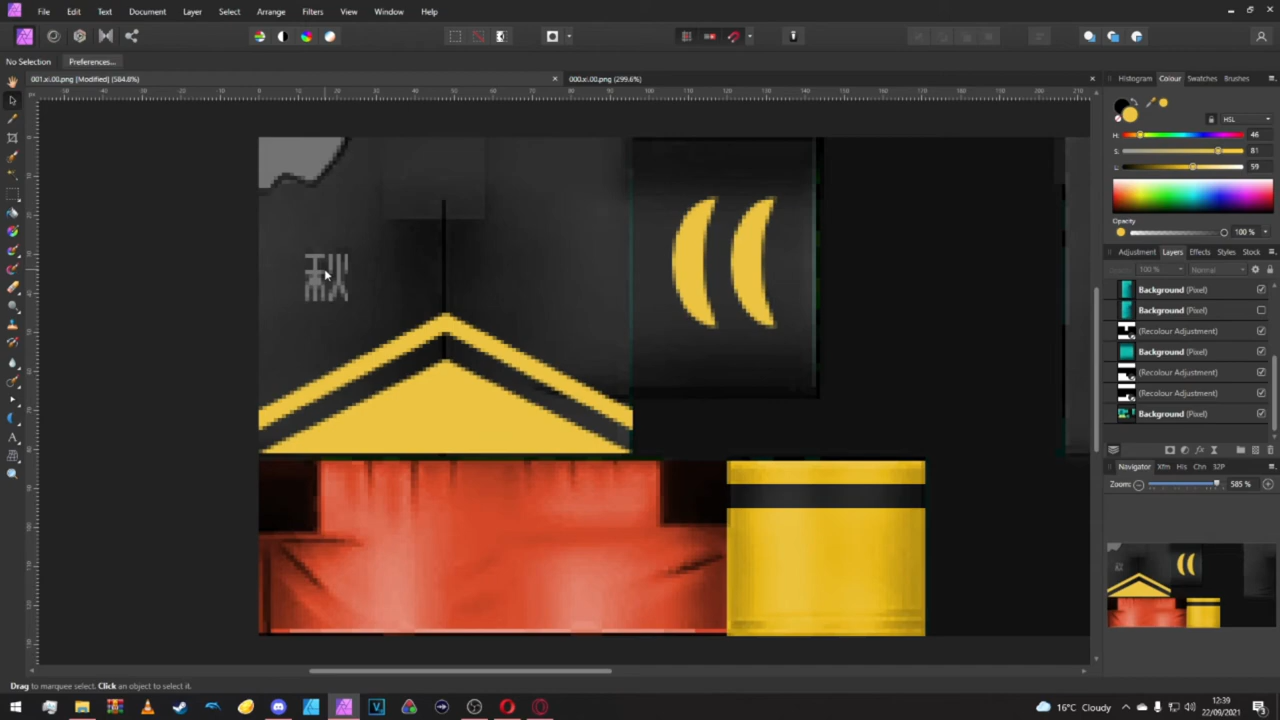 File Edit Text Document Layer Select Arrange Filters View Window Help
No Selection Preferences...
001.x\.00.png [Modified] (584.8%) 000.x\.00.png (299.6%)
Histogram Colour Swatches Brushes
HSL
H: 46
S: 81
L: 59
Opacity
100 %
Adjustment Layers Effects Styles Stock
100 % Normal
Background (Pixel)
Background (Pixel)
(Recolour Adjustment)
Background (Pixel)
(Recolour Adjustment)
(Recolour Adjustment)
Background (Pixel)
Navigator Xfm His Chn 32P
Zoom: 585 %
Drag to marquee select. Click an object to select it.
16°C Cloudy
12:39
22/09/2021